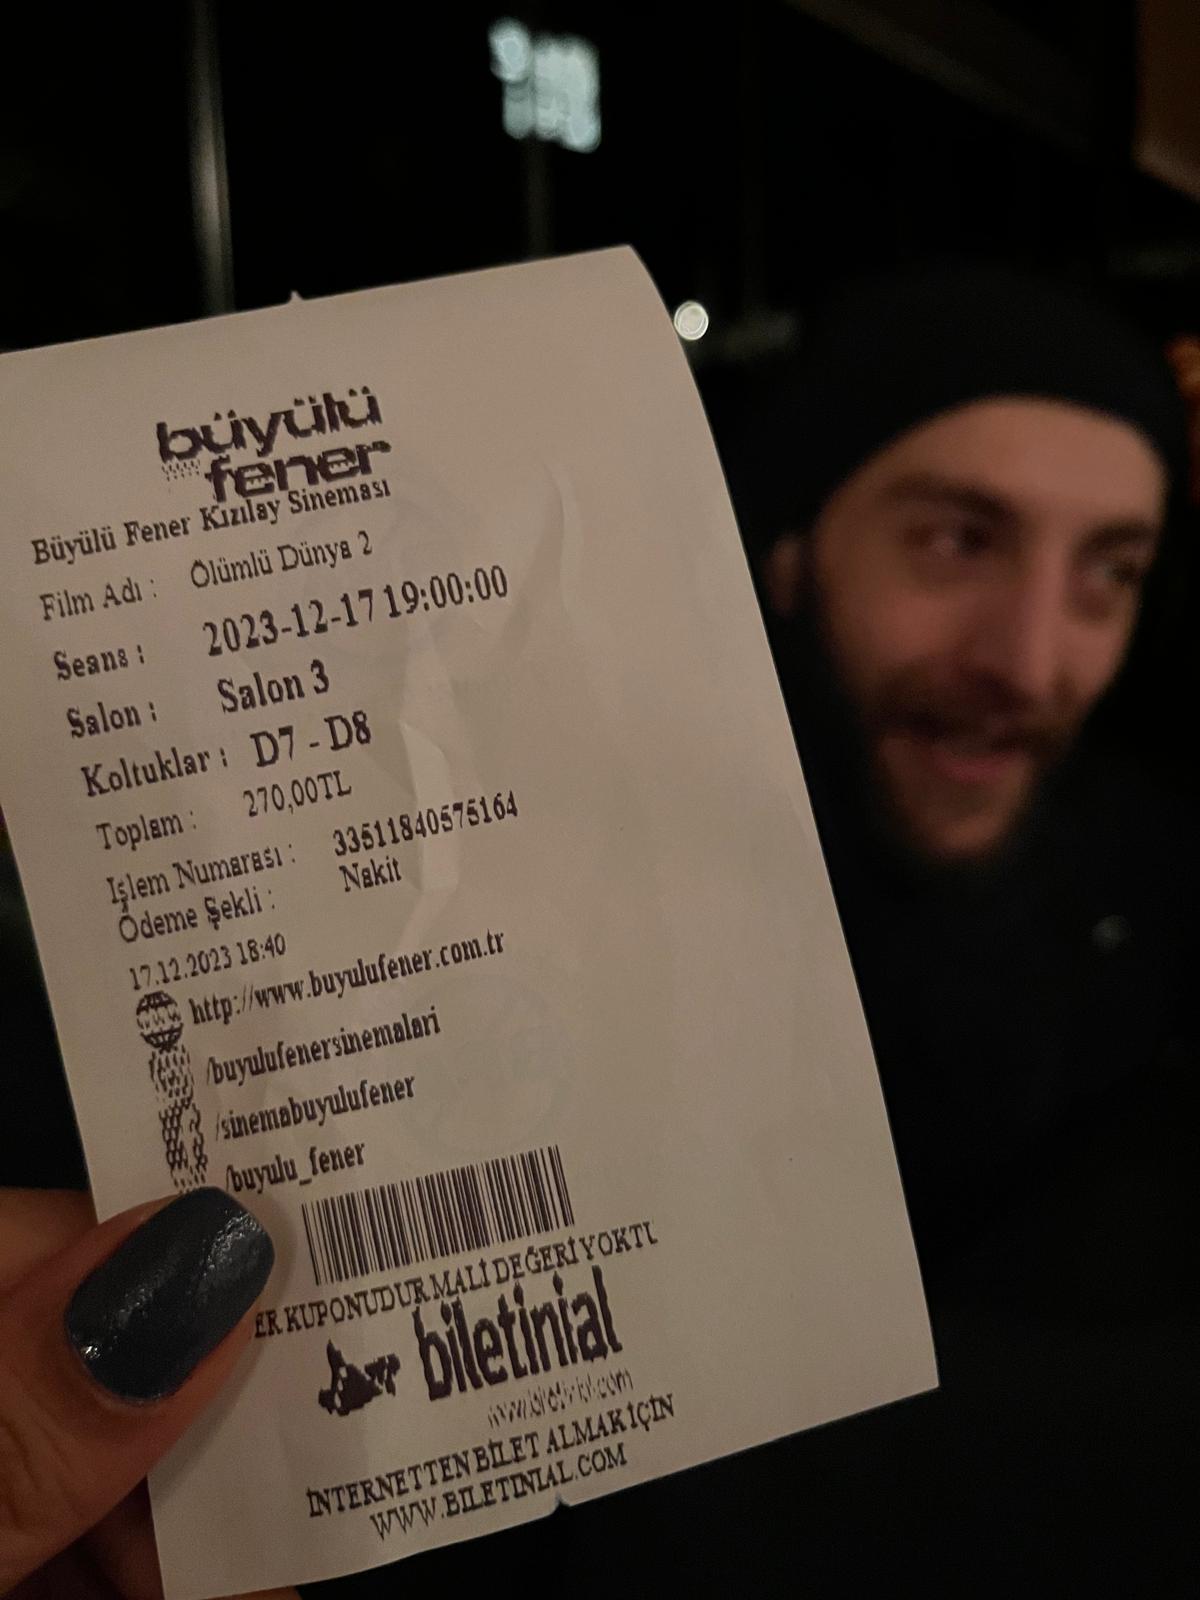 büyülü
fener
Büyülü Fener Kızılay Sineması
Film Adı : Ölümlü Dünya 2
Seans : 2023-12-17 19:00:00
Salon : Salon 3
Koltuklar : D7 - D8
Toplam : 270,00TL
İşlem Numarası : 33511840575164
Ödeme Şekli : Nakit
17.12.2023 18:40
http://www.buyulufener.com.tr
/buyulufenersinemalari
/sinemabuyulufener
/buyulu_fener
KUPONUDUR MALİ DEĞERİ YOKTU
biletinial
www.biletinial.com
İNTERNETTEN BİLET ALMAK İÇİN
WWW.BILETINIAL.COM